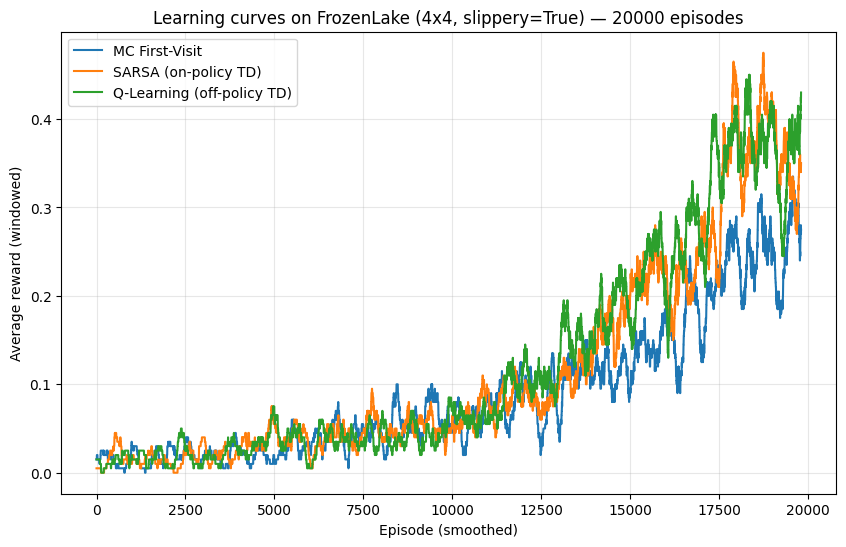 Learning curves on FrozenLake (4x4, slippery=True) — 20000 episodes
MC First-Visit
SARSA (on-policy TD)
Q-Learning (off-policy TD)
Average reward (windowed)
0.4
0.3
0.2
0.1
0.0
0
2500
5000
7500
10000
12500
15000
17500
20000
Episode (smoothed)